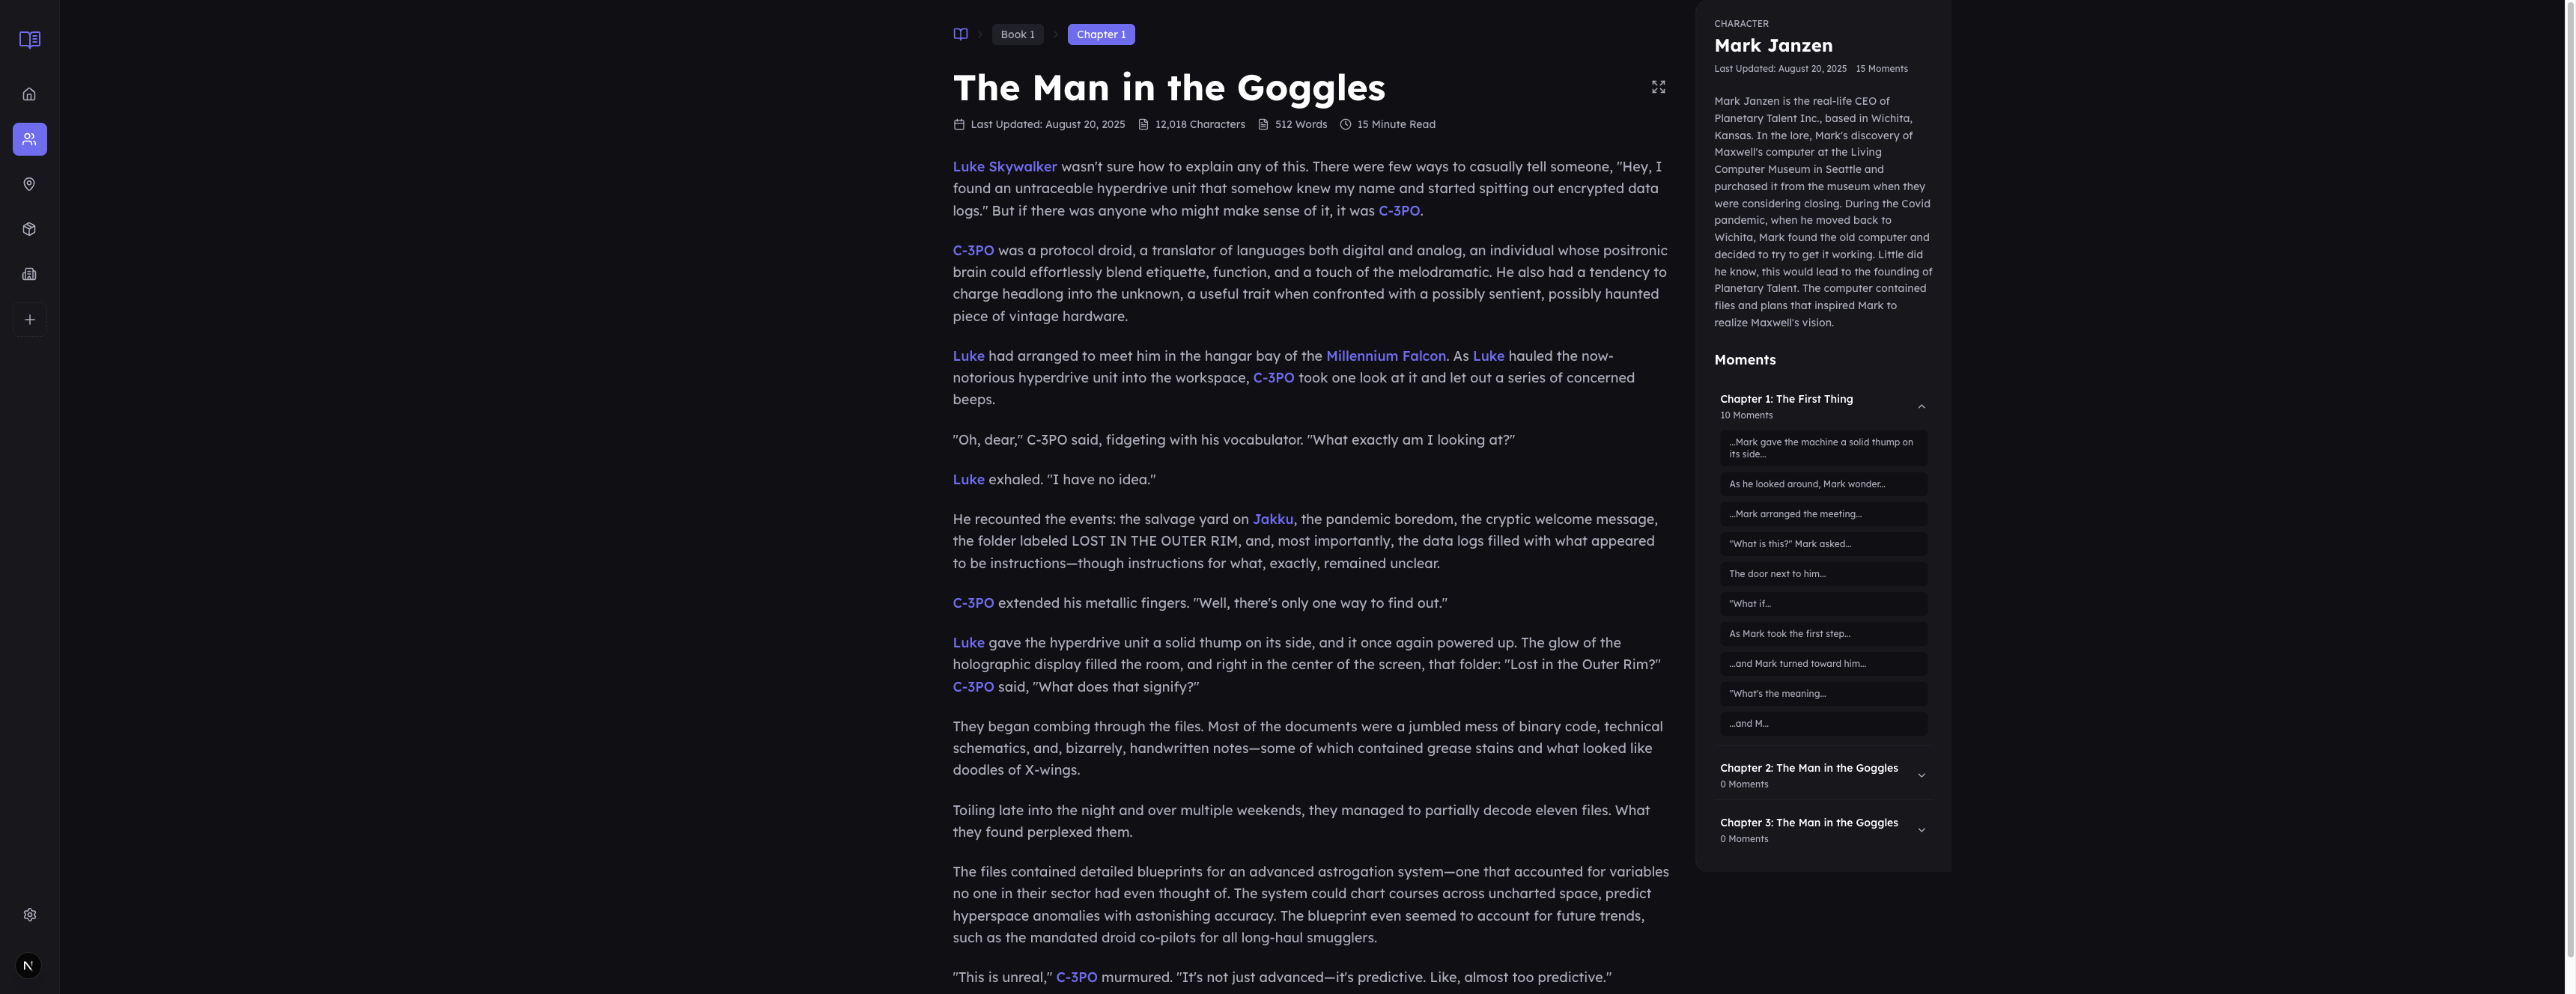 Book 1
Chapter 1
The Man in the Goggles
Last Updated: August 20, 2025 12,018 Characters 512 Words 15 Minute Read
Luke Skywalker wasn't sure how to explain any of this. There were few ways to casually tell someone, "Hey, I
found an untraceable hyperdrive unit that somehow knew my name and started spitting out encrypted data
logs." But if there was anyone who might make sense of it, it was C-3PO.
C-3PO was a protocol droid, a translator of languages both digital and analog, an individual whose positronic
brain could effortlessly blend etiquette, function, and a touch of the melodramatic. He also had a tendency to
charge headlong into the unknown, a useful trait when confronted with a possibly sentient, possibly haunted
piece of vintage hardware.
Luke had arranged to meet him in the hangar bay of the Millennium Falcon. As Luke hauled the now-
notorious hyperdrive unit into the workspace, C-3PO took one look at it and let out a series of concerned
beeps.
"Oh, dear," C-3PO said, fidgeting with his vocabulator. "What exactly am I looking at?"
Luke exhaled. "I have no idea."
He recounted the events: the salvage yard on Jakku, the pandemic boredom, the cryptic welcome message,
the folder labeled LOST IN THE OUTER RIM, and, most importantly, the data logs filled with what appeared
to be instructions—though instructions for what, exactly, remained unclear.
C-3PO extended his metallic fingers. "Well, there's only one way to find out."
Luke gave the hyperdrive unit a solid thump on its side, and it once again powered up. The glow of the
holographic display filled the room, and right in the center of the screen, that folder: "Lost in the Outer Rim?"
C-3PO said, "What does that signify?"
They began combing through the files. Most of the documents were a jumbled mess of binary code, technical
schematics, and, bizarrely, handwritten notes—some of which contained grease stains and what looked like
doodles of X-wings.
Toiling late into the night and over multiple weekends, they managed to partially decode eleven files. What
they found perplexed them.
The files contained detailed blueprints for an advanced astrogation system—one that accounted for variables
no one in their sector had even thought of. The system could chart courses across uncharted space, predict
hyperspace anomalies with astonishing accuracy. The blueprint even seemed to account for future trends,
such as the mandated droid co-pilots for all long-haul smugglers.
"This is unreal," C-3PO murmured. "It's not just advanced—it's predictive. Like, almost too predictive."
CHARACTER
Mark Janzen
Last Updated: August 20, 2025 15 Moments
Mark Janzen is the real-life CEO of
Planetary Talent Inc., based in Wichita,
Kansas. In the lore, Mark's discovery of
Maxwell's computer at the Living
Computer Museum in Seattle and
purchased it from the museum when they
were considering closing. During the Covid
pandemic, when he moved back to
Wichita, Mark found the old computer and
decided to try to get it working. Little did
he know, this would lead to the founding of
Planetary Talent. The computer contained
files and plans that inspired Mark to
realize Maxwell's vision.
Moments
Chapter 1: The First Thing
10 Moments
...Mark gave the machine a solid thump on
its side...
As he looked around, Mark wonder...
...Mark arranged the meeting...
"What is this?" Mark asked...
The door next to him...
"What if...
As Mark took the first step...
...and Mark turned toward him...
"What's the meaning...
...and M...
Chapter 2: The Man in the Goggles
0 Moments
Chapter 3: The Man in the Goggles
0 Moments
N